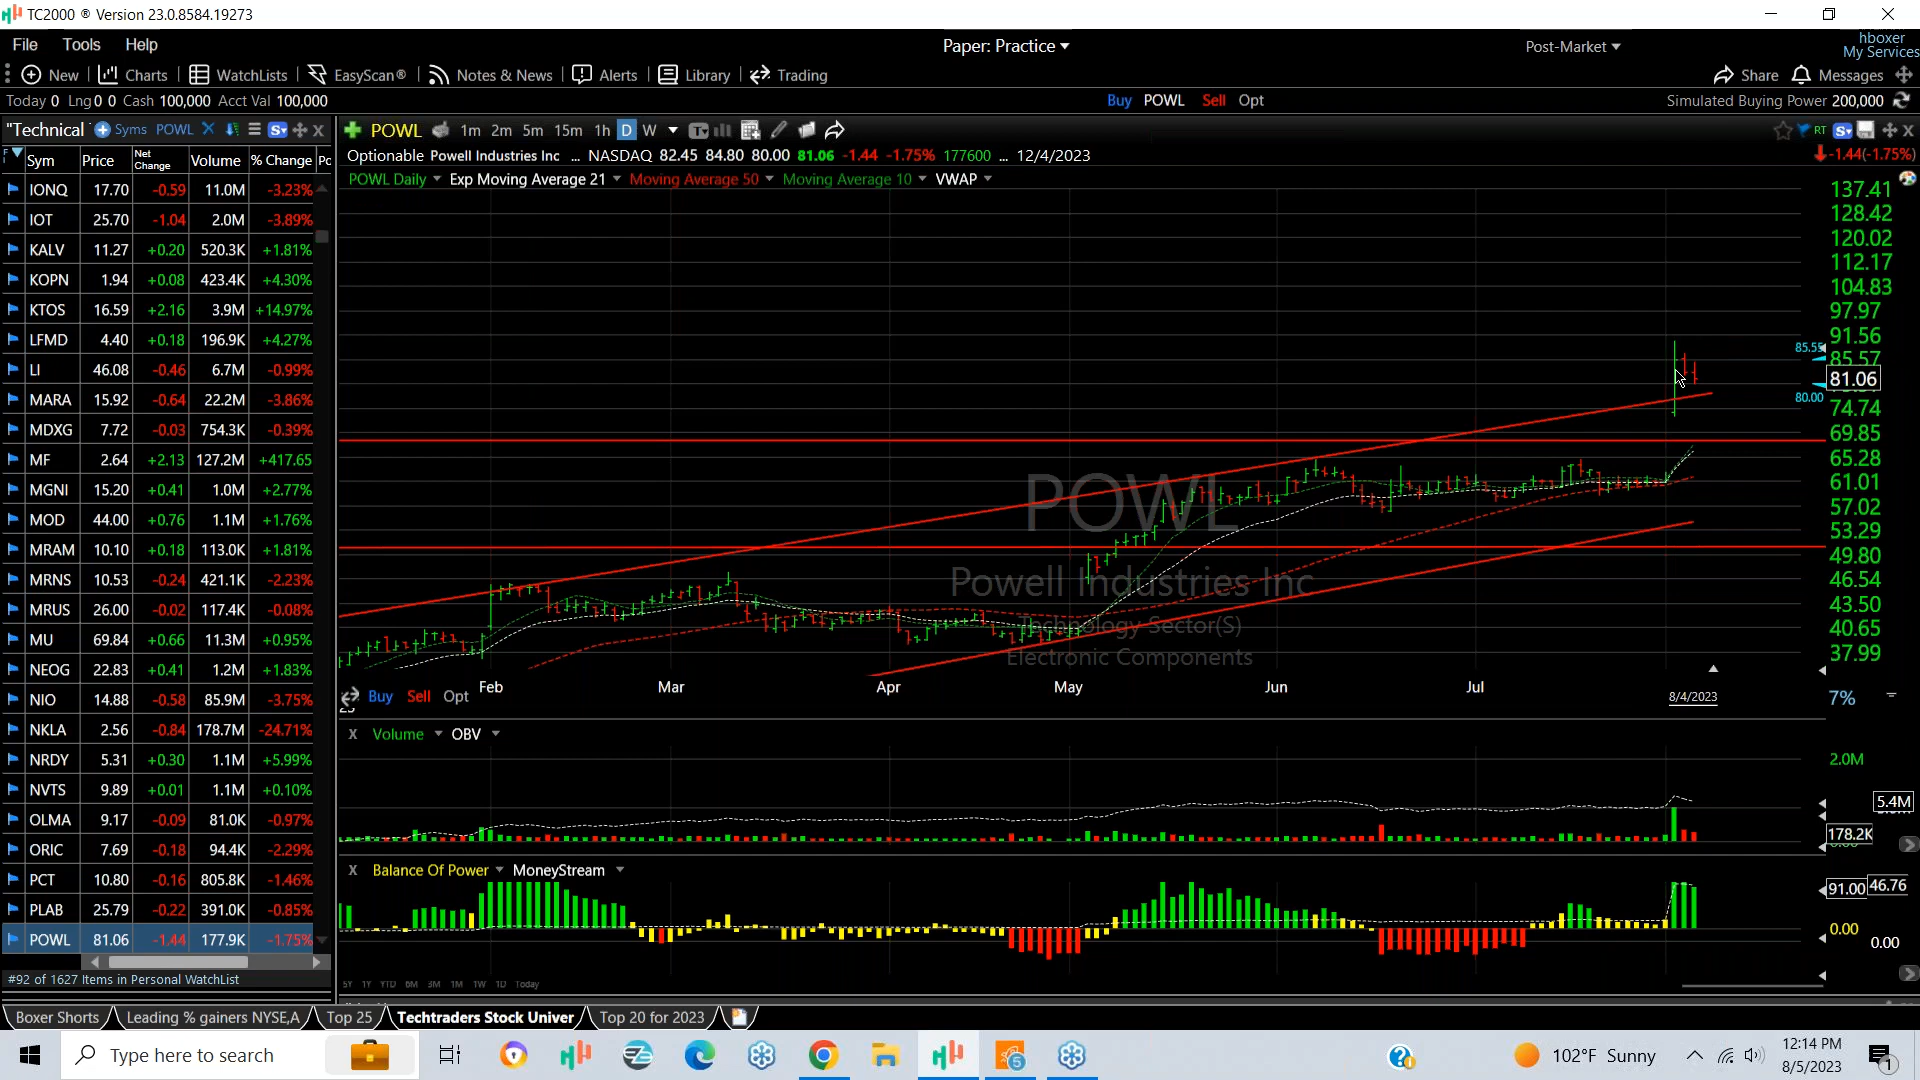 TC2000 ® Version 23.0.8584.19273
File Tools Help
Paper: Practice
Post-Market
hboxer
My Services
New Charts WatchLists EasyScan® Notes & News Alerts Library Trading
Share Messages
Today 0 Lng 0 0 Cash 100,000 Acct Val 100,000
Buy POWL Sell Opt
Simulated Buying Power 200,000
"Technical Syms POWL
POWL 1m 2m 5m 15m 1h D W
RT
Sym Price Net Change Volume % Change
Optionable Powell Industries Inc ... NASDAQ 82.45 84.80 80.00 81.06 -1.44 -1.75% 177600 ... 12/4/2023
-1.44(-1.75%)
POWL Daily Exp Moving Average 21 Moving Average 50 Moving Average 10 VWAP
IONQ 17.70 -0.59 11.0M -3.23%
IOT 25.70 -1.04 2.0M -3.89%
KALV 11.27 +0.20 520.3K +1.81%
KOPN 1.94 +0.08 423.4K +4.30%
KTOS 16.59 +2.16 3.9M +14.97%
LFMD 4.40 +0.18 196.9K +4.27%
LI 46.08 -0.46 6.7M -0.99%
MARA 15.92 -0.64 22.2M -3.86%
MDXG 7.72 -0.03 754.3K -0.39%
MF 2.64 +2.13 127.2M +417.65
MGNI 15.20 +0.41 1.0M +2.77%
MOD 44.00 +0.76 1.1M +1.76%
MRAM 10.10 +0.18 113.0K +1.81%
MRNS 10.53 -0.24 421.1K -2.23%
MRUS 26.00 -0.02 117.4K -0.08%
MU 69.84 +0.66 11.3M +0.95%
NEOG 22.83 +0.41 1.2M +1.83%
NIO 14.88 -0.58 85.9M -3.75%
NKLA 2.56 -0.84 178.7M -24.71%
NRDY 5.31 +0.30 1.1M +5.99%
NVTS 9.89 +0.01 1.1M +0.10%
OLMA 9.17 -0.09 81.0K -0.97%
ORIC 7.69 -0.18 94.4K -2.29%
PCT 10.80 -0.16 805.8K -1.46%
PLAB 25.79 -0.22 391.0K -0.85%
POWL 81.06 -1.44 177.9K -1.75%
#92 of 1627 Items in Personal WatchList
137.41
128.42
120.02
112.17
104.83
97.97
91.56
85.55
85.57
81.06
80.00
74.74
69.85
65.28
61.01
57.02
53.29
49.80
46.54
43.50
40.65
37.99
POWL
Powell Industries Inc
Technology Sector(S)
Electronic Components
Feb Mar Apr May Jun Jul
8/4/2023
7%
Buy Sell Opt
X Volume OBV
2.0M
5.4M
178.2K
X Balance Of Power MoneyStream
91.00 46.76
0.00
0.00
5Y 1Y YTD 6M 3M 1M 1W 1D Today
Boxer Shorts Leading % gainers NYSE,A Top 25 Techtraders Stock Univer Top 20 for 2023
Type here to search
5
102°F Sunny
12:14 PM
8/5/2023
1